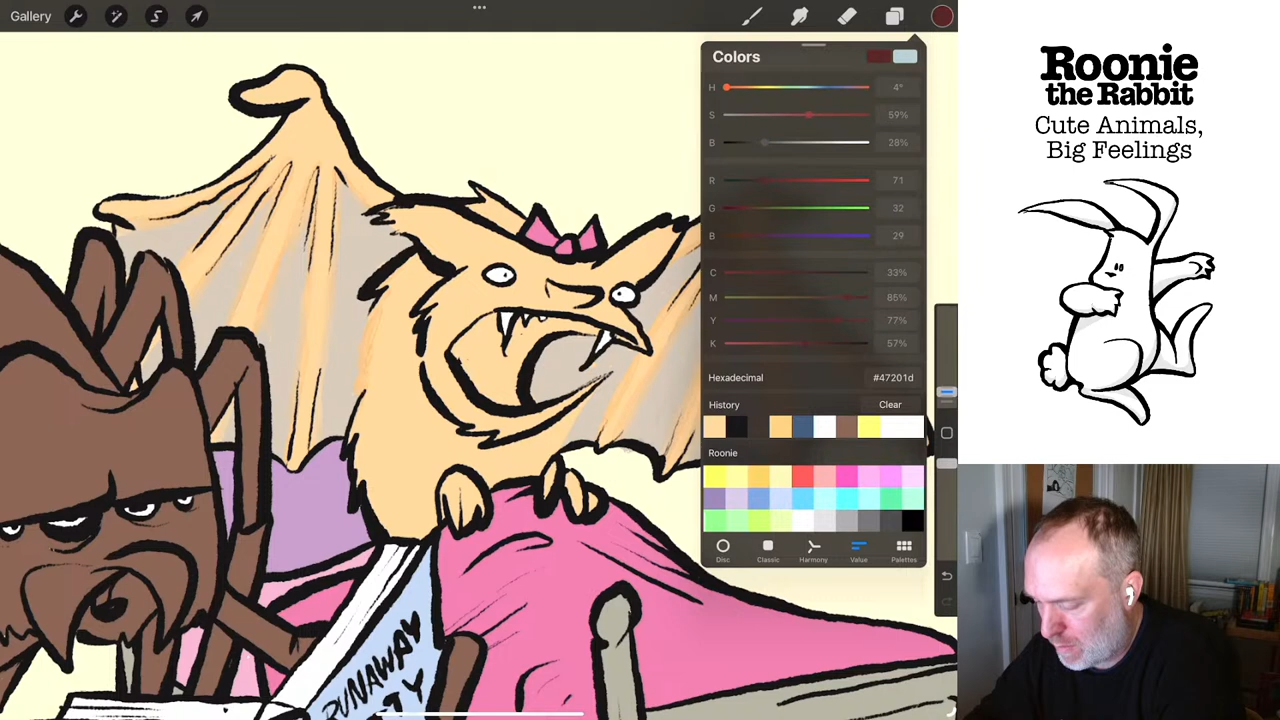 Gallery
Colors
H 4°
S 59%
B 28%
R 71
G 32
B 29
C 33%
M 85%
Y 77%
K 57%
Hexadecimal #47201d
History Clear
Roonie
Disc Classic Harmony Value Palettes
RUNAWAY
TY
Roonie
the Rabbit
Cute Animals,
Big Feelings